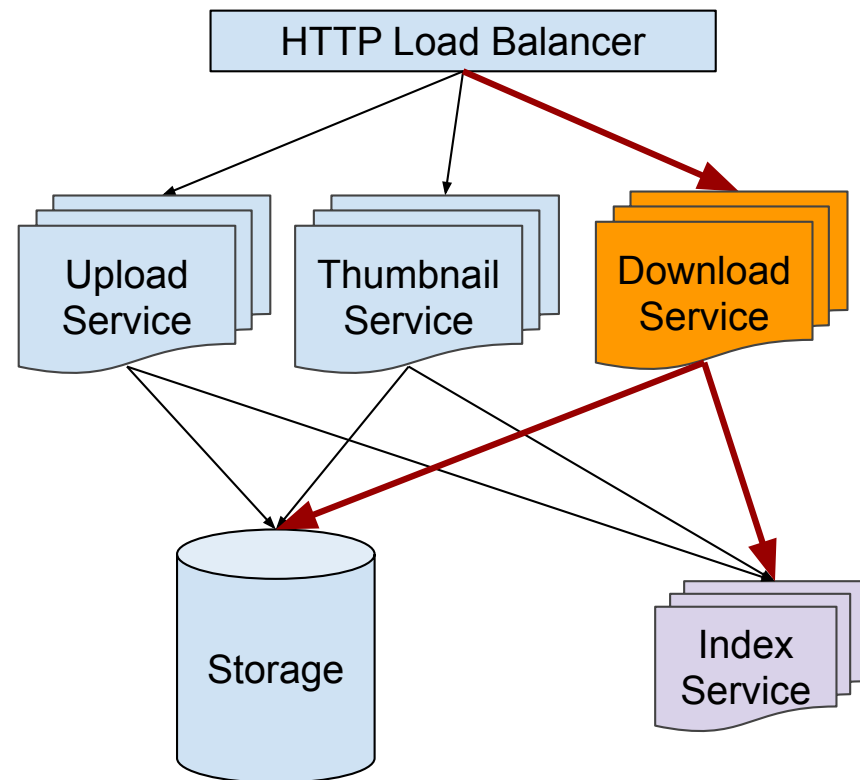 HTTP Load Balancer
Upload
Service
Thumbnail
Service
Download
Service
Storage
Index
Service